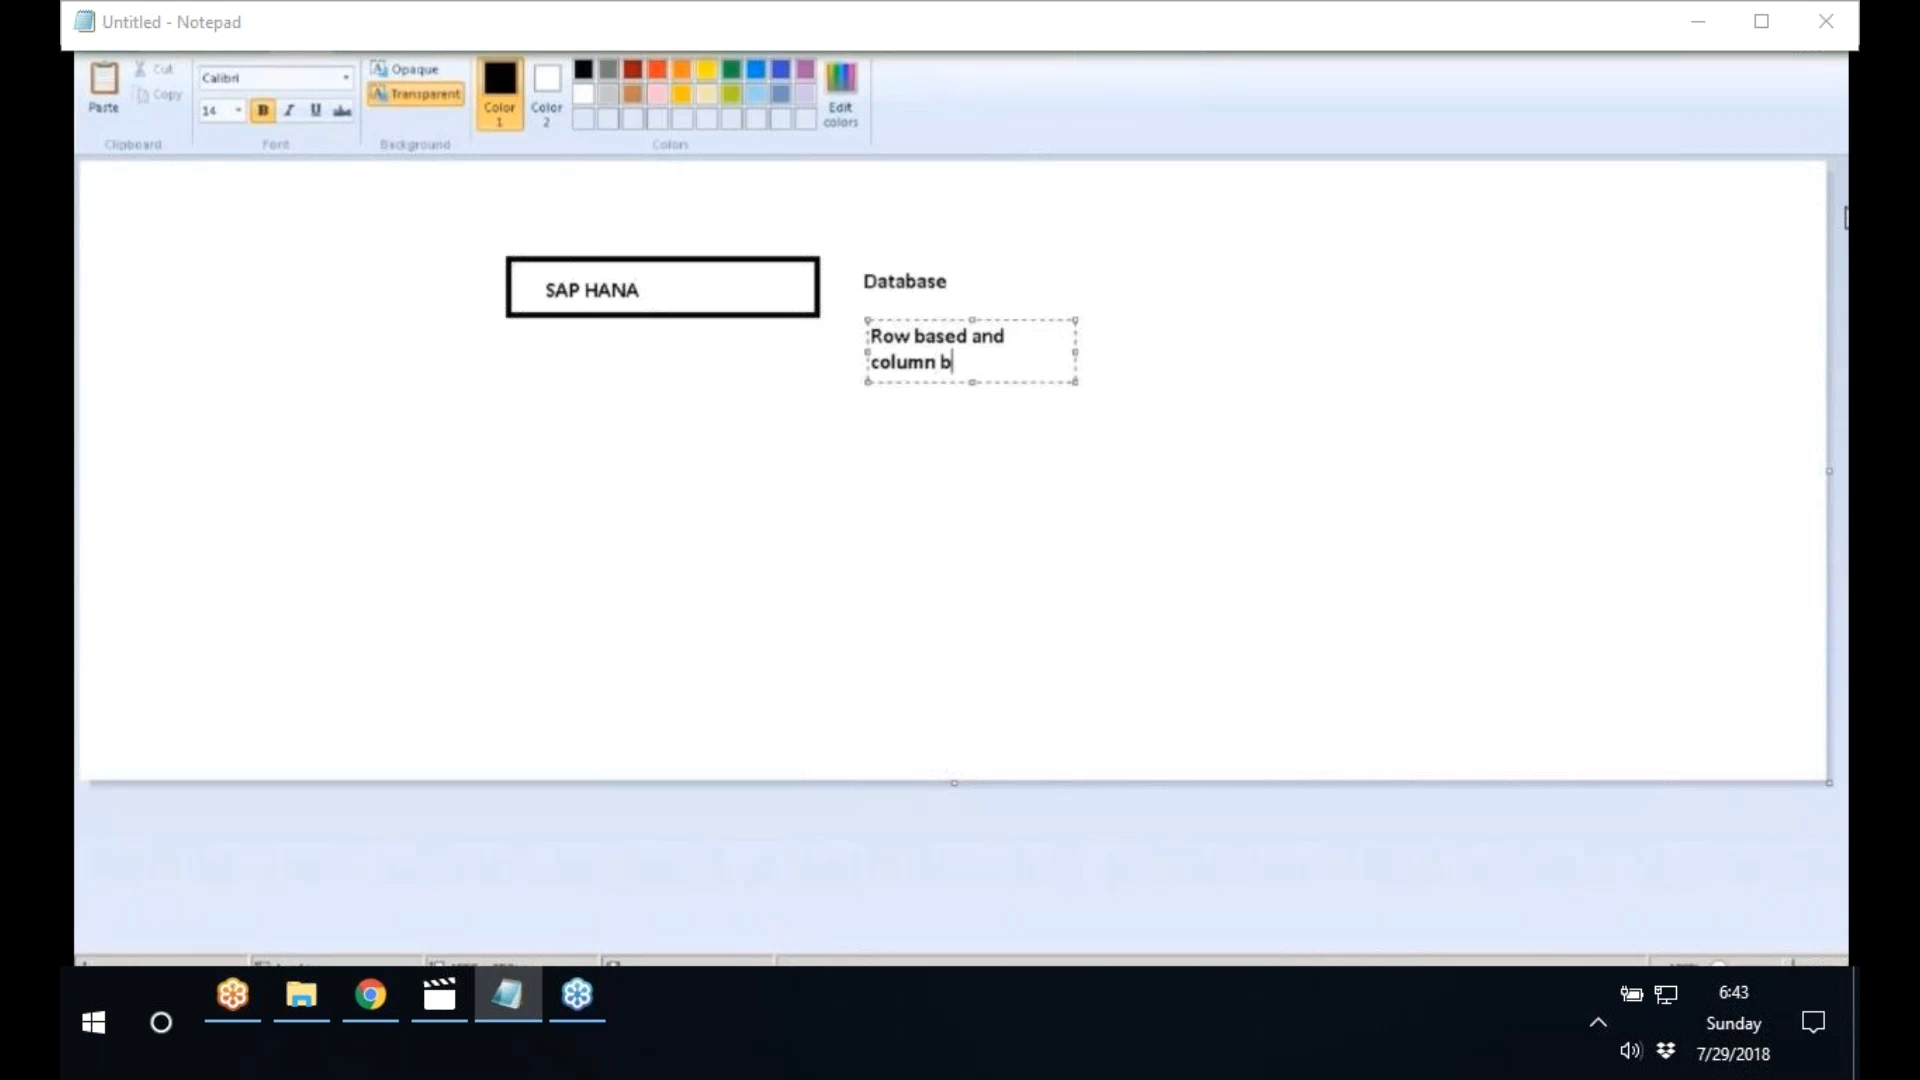 Untitled - Notepad
Paste
Cut
Copy
Clipboard
Calibri
14
B I U abc
Font
Opaque
Transparent
Background
Color 1
Color 2
Edit colors
Colors
SAP HANA
Database
Row based and
column b
6:43
Sunday
7/29/2018